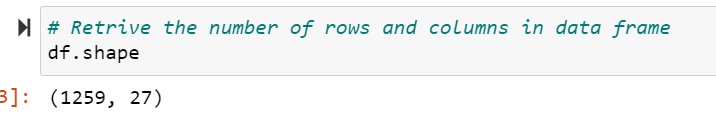 # Retrive the number of rows and columns in data frame
df.shape
3]: (1259, 27)